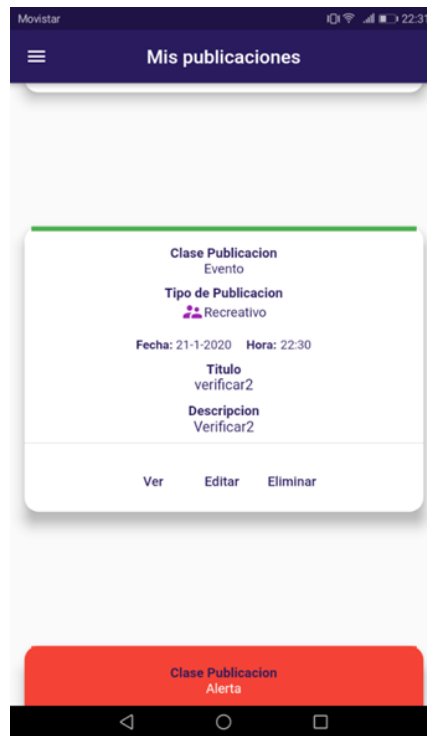 Movistar 22:31
Mis publicaciones
Clase Publicacion
Evento
Tipo de Publicacion
Recreativo
Fecha: 21-1-2020 Hora: 22:30
Titulo
verificar2
Descripcion
Verificar2
Ver Editar Eliminar
Clase Publicacion
Alerta